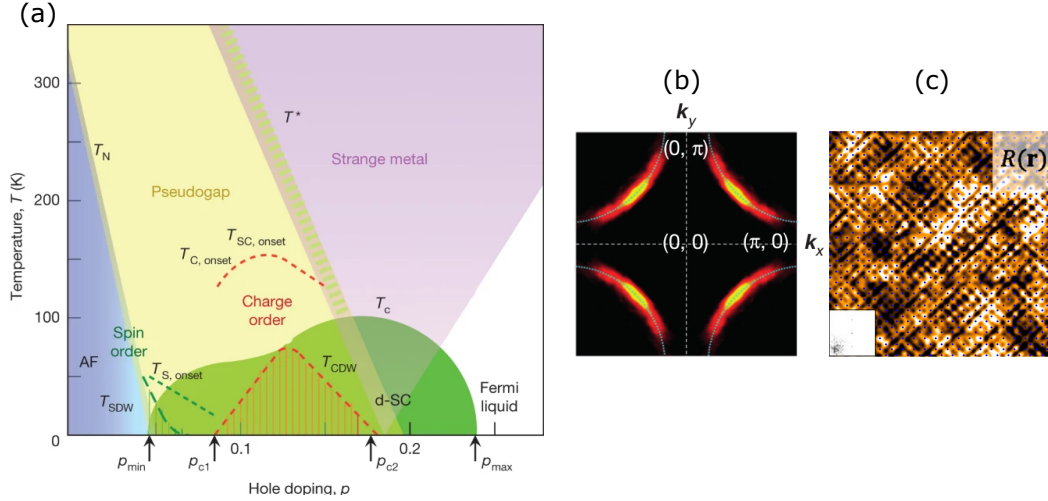 (a)
300
200
100
0
Temperature, T (K)
T_N
T*
Strange metal
Pseudogap
T_SC, onset
T_C, onset
Charge
order
T_c
Spin
order
AF
T_S, onset
T_CDW
T_SDW
d-SC
Fermi
liquid
0.1
0.2
p_min
p_c1
p_c2
p_max
Hole doping, p
(b)
k_y
(0, π)
(0, 0)
(π, 0)
k_x
(c)
R(r)